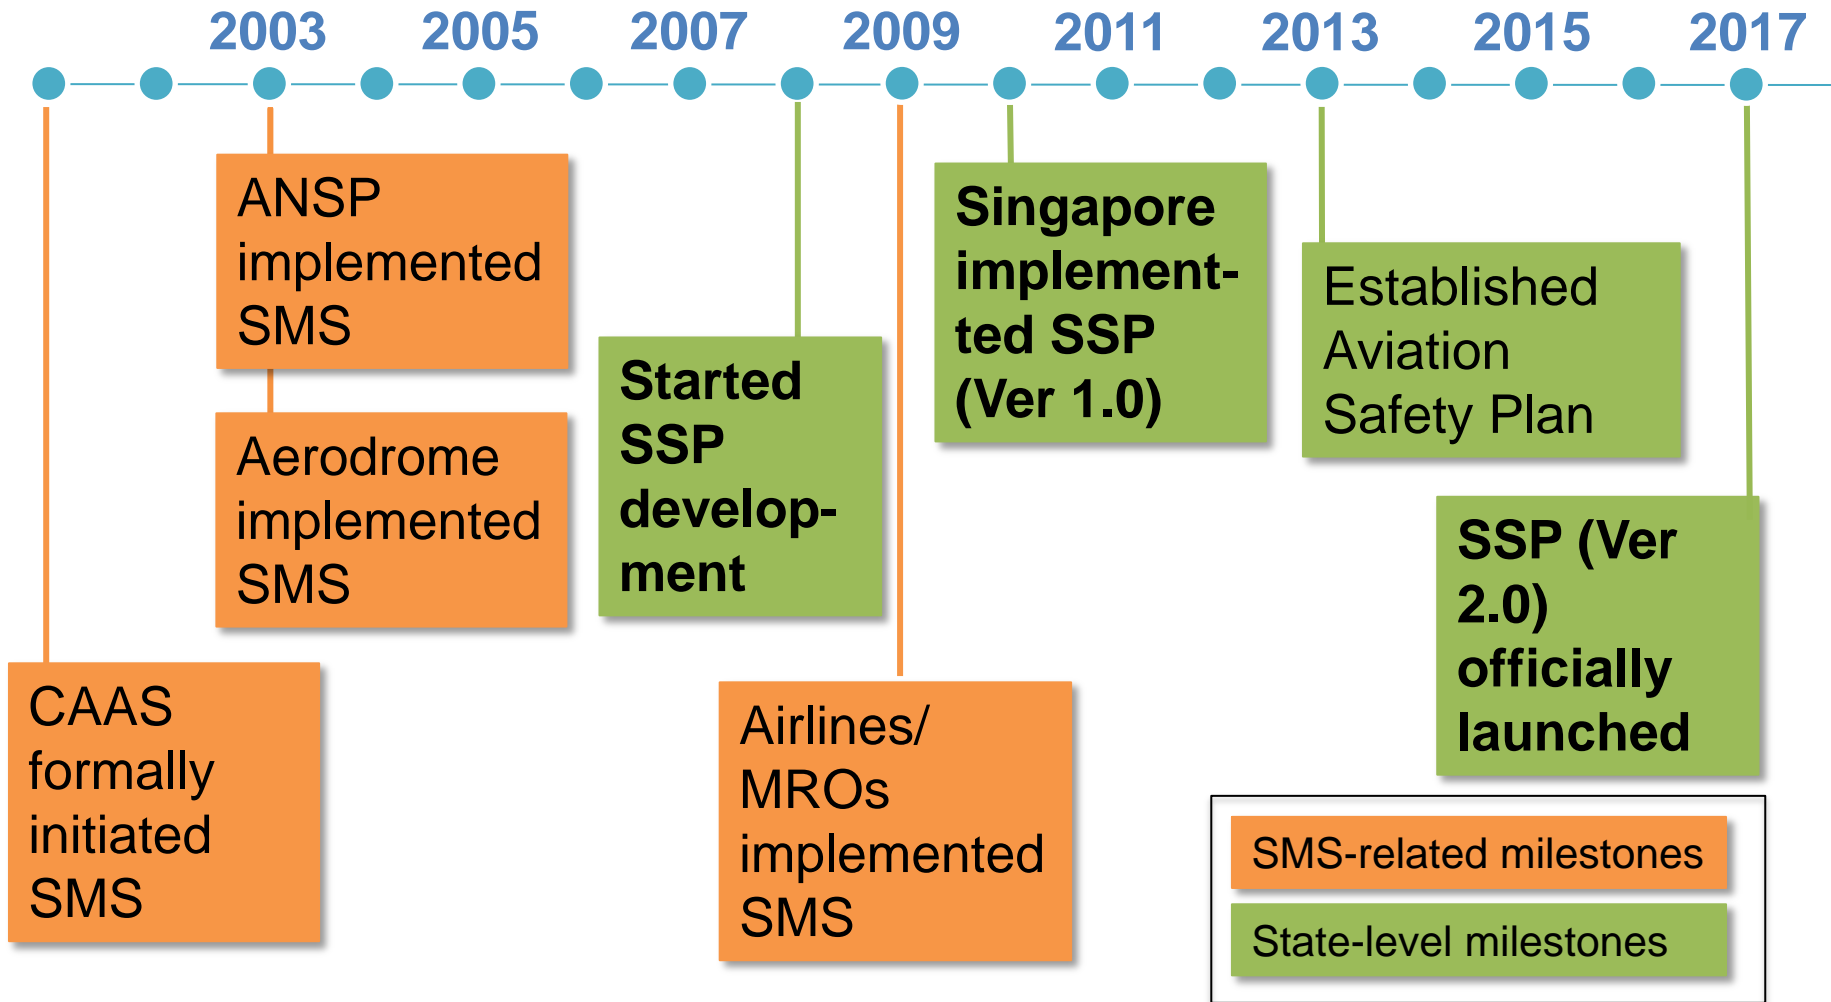 2003 2005 2007 2009 2011 2013 2015 2017
ANSP
implemented
SMS
Aerodrome
implemented
SMS
CAAS
formally
initiated
SMS
Started
SSP
develop-
ment
Airlines/
MROs
implemented
SMS
Singapore
implement-
ted SSP
(Ver 1.0)
Established
Aviation
Safety Plan
SSP (Ver
2.0)
officially
launched
SMS-related milestones
State-level milestones